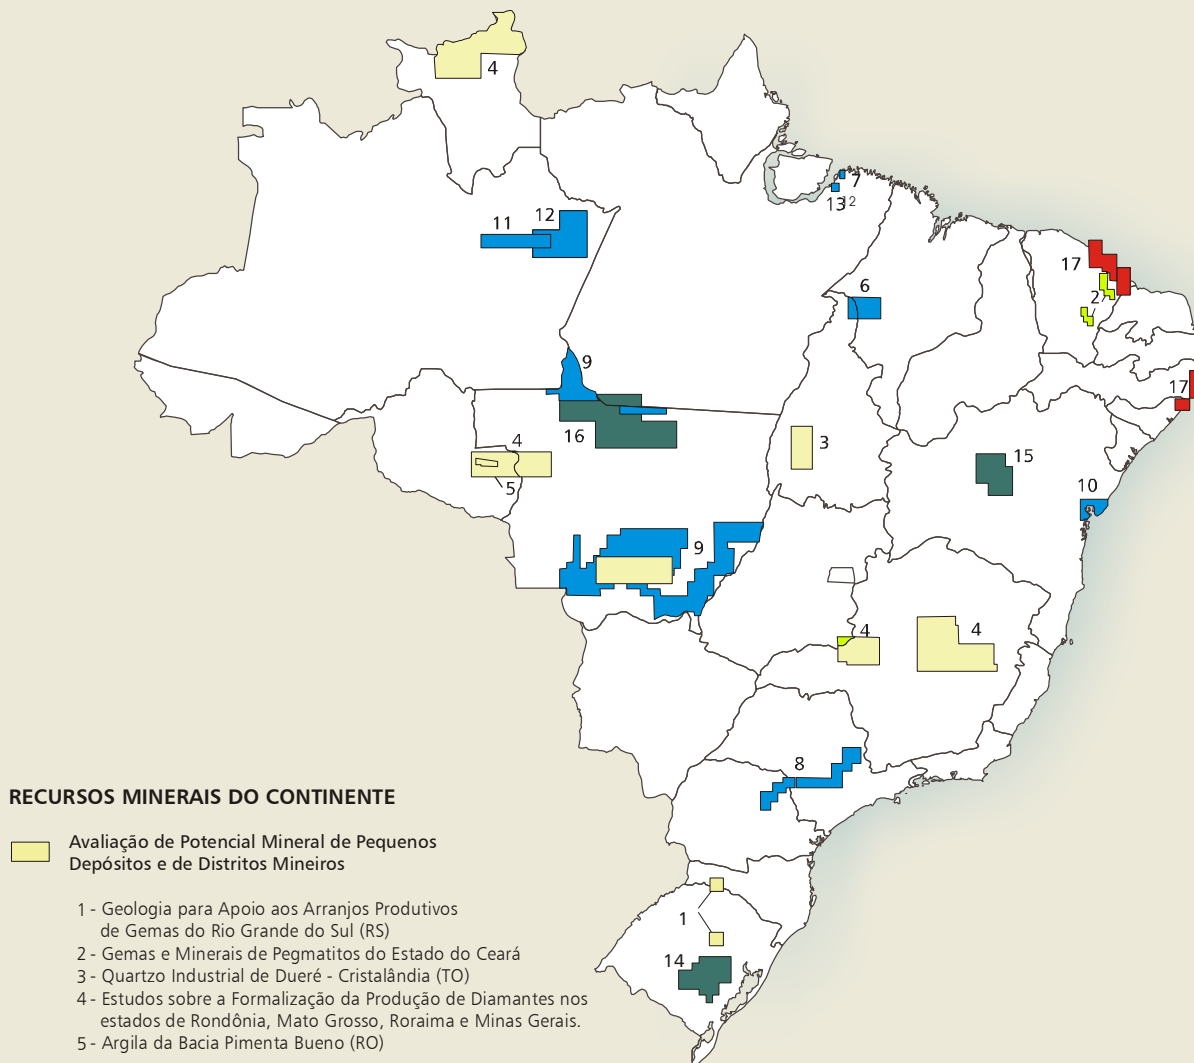 4
7
13 12
11
12
17
2
6
9
17
16
4
3
15
5
10
9
4
4
8
RECURSOS MINERAIS DO CONTINENTE
Avaliação de Potencial Mineral de Pequenos
Depósitos e de Distritos Mineiros
1 - Geologia para Apoio aos Arranjos Produtivos
de Gemas do Rio Grande do Sul (RS)
1
2 - Gemas e Minerais de Pegmatitos do Estado do Ceará
14
3 - Quartzo Industrial de Dueré - Cristalândia (TO)
4 - Estudos sobre a Formalização da Produção de Diamantes nos
estados de Rondônia, Mato Grosso, Roraima e Minas Gerais.
5 - Argila da Bacia Pimenta Bueno (RO)